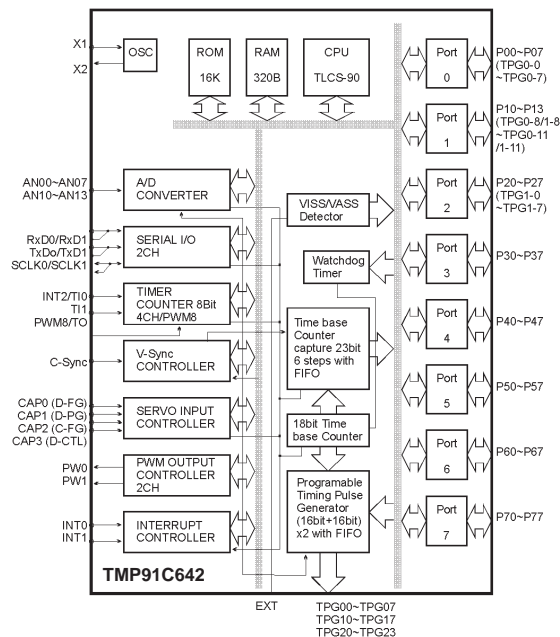 X1
X2
OSC
ROM
16K
RAM
320B
CPU
TLCS-90
Port
0
P00~P07
(TPG0-0
~TPG0-7)
Port
1
P10~P13
(TPG0-8/1-8
~TPG0-11
/1-11)
AN00~AN07
AN10~AN13
A/D
CONVERTER
VISS/VASS
Detector
Port
2
P20~P27
(TPG1-0
~TPG1-7)
RxD0/RxD1
TxDo/TxD1
SCLK0/SCLK1
SERIAL I/O
2CH
Watchdog
Timer
Port
3
P30~P37
INT2/TI0
TI1
PWM8/TO
TIMER
COUNTER 8Bit
4CH/PWM8
Time base
Counter
capture 23bit
6 steps with
FIFO
Port
4
P40~P47
C-Sync
V-Sync
CONTROLLER
Port
5
P50~P57
CAP0 (D-FG)
CAP1 (D-PG)
CAP2 (C-FG)
CAP3 (D-CTL)
SERVO INPUT
CONTROLLER
18bit Time
base Counter
Port
6
P60~P67
PW0
PW1
PWM OUTPUT
CONTROLLER
2CH
Programable
Timing Pulse
Generator
(16bit+16bit)
x2 with FIFO
Port
7
P70~P77
INT0
INT1
INTERRUPT
CONTROLLER
TMP91C642
EXT
TPG00~TPG07
TPG10~TPG17
TPG20~TPG23